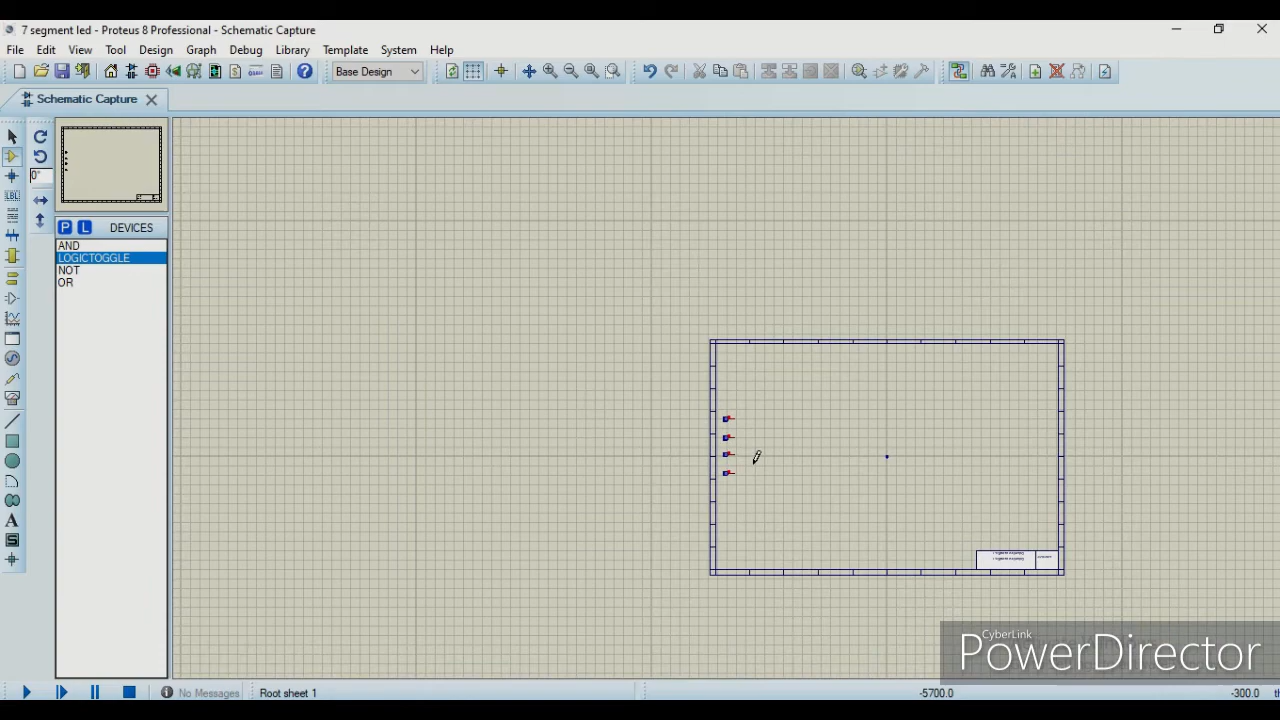 7 segment led - Proteus 8 Professional - Schematic Capture
File Edit View Tool Design Graph Debug Library Template System Help
Base Design
Schematic Capture
0°
P L DEVICES
LBL
AND
LOGICTOGGLE
NOT
OR
A
S
CyberLink
PowerDirector
No Messages
Root sheet 1
-5700.0
-300.0
th